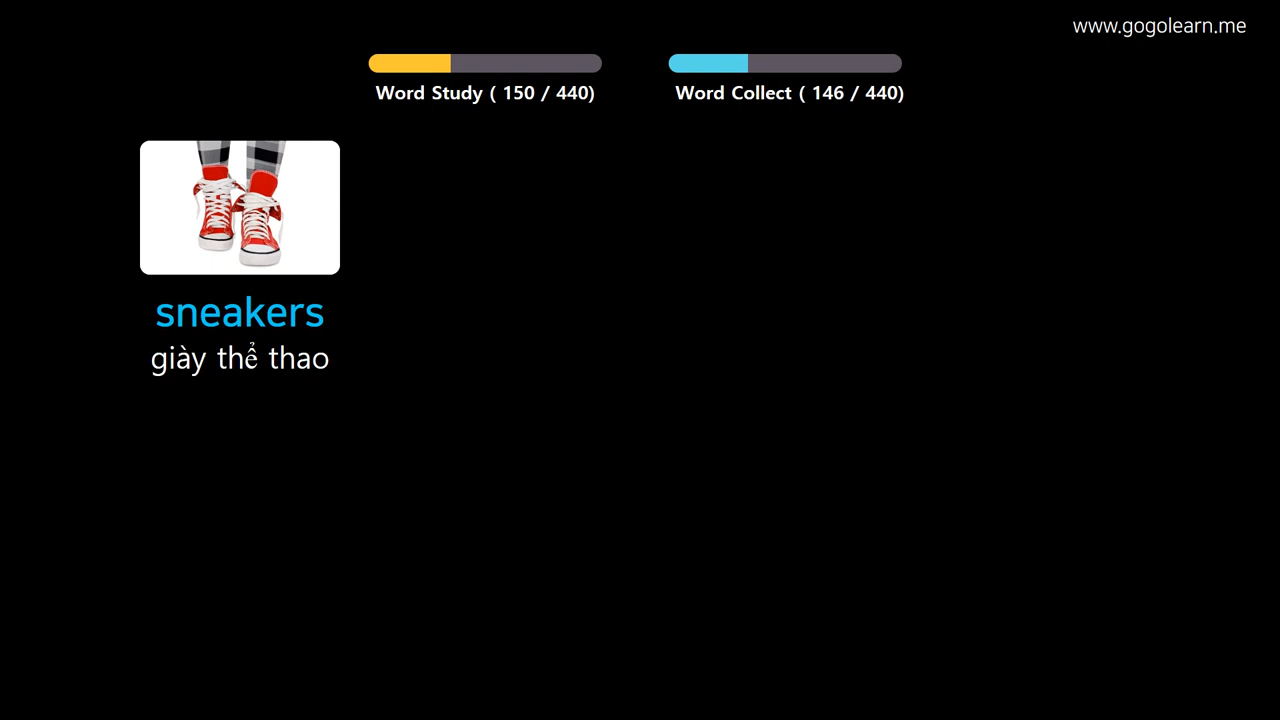 www.gogolearn.me
Word Study ( 150 / 440)
Word Collect ( 146 / 440)
sneakers
giày thể thao